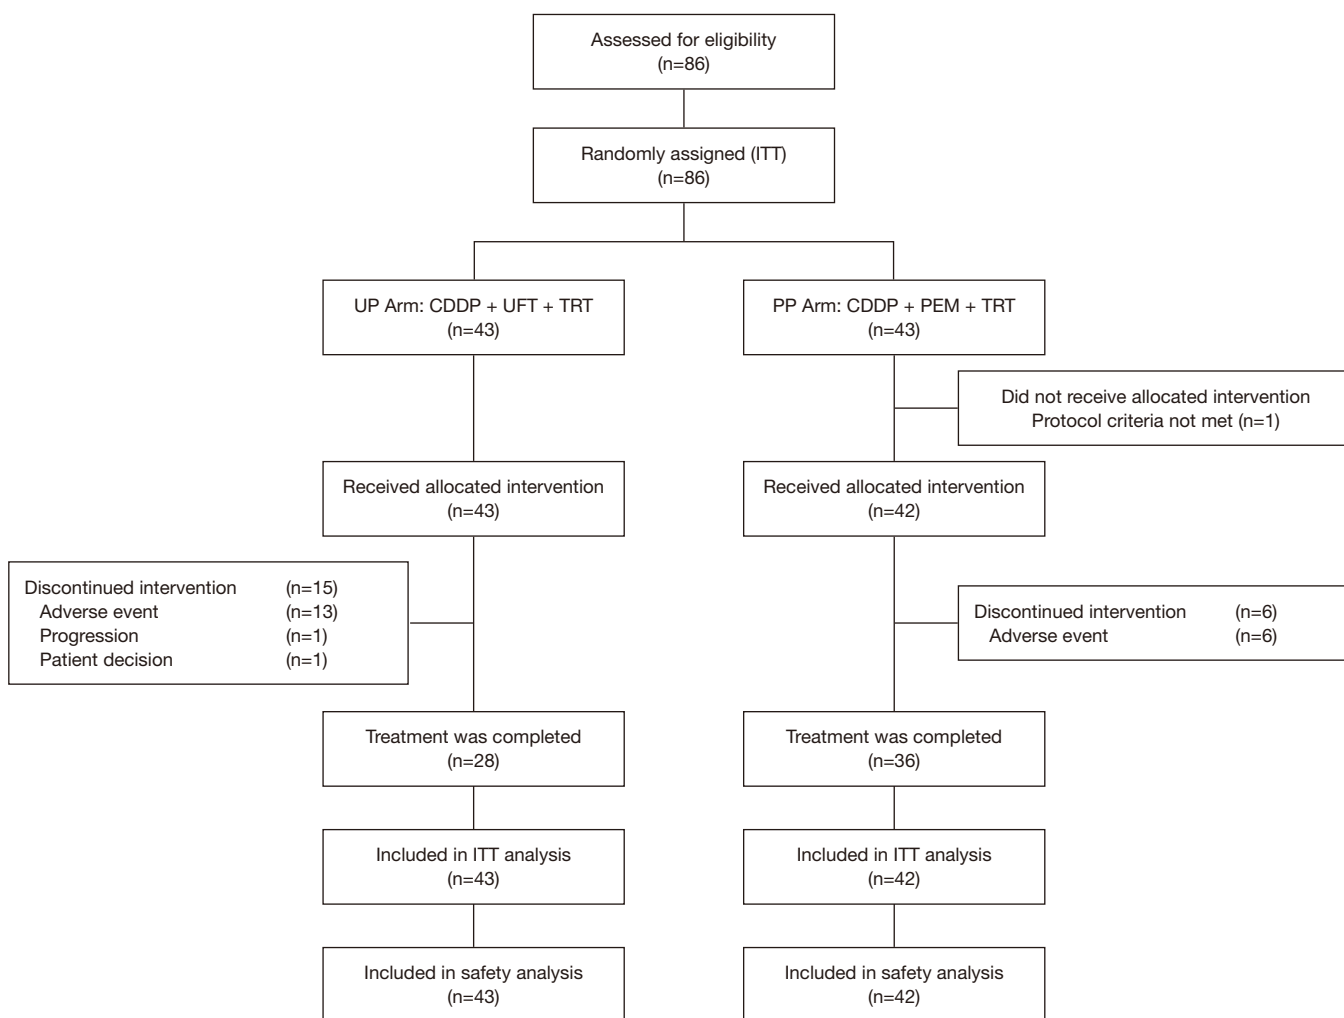 Assessed for eligibility
(n=86)
Randomly assigned (ITT)
(n=86)
UP Arm: CDDP + UFT + TRT
(n=43)
PP Arm: CDDP + PEM + TRT
(n=43)
Did not receive allocated intervention
Protocol criteria not met (n=1)
Received allocated intervention
(n=43)
Received allocated intervention
(n=42)
Discontinued intervention (n=15)
Adverse event (n=13)
Progression (n=1)
Patient decision (n=1)
Discontinued intervention (n=6)
Adverse event (n=6)
Treatment was completed
(n=28)
Treatment was completed
(n=36)
Included in ITT analysis
(n=43)
Included in ITT analysis
(n=42)
Included in safety analysis
(n=43)
Included in safety analysis
(n=42)